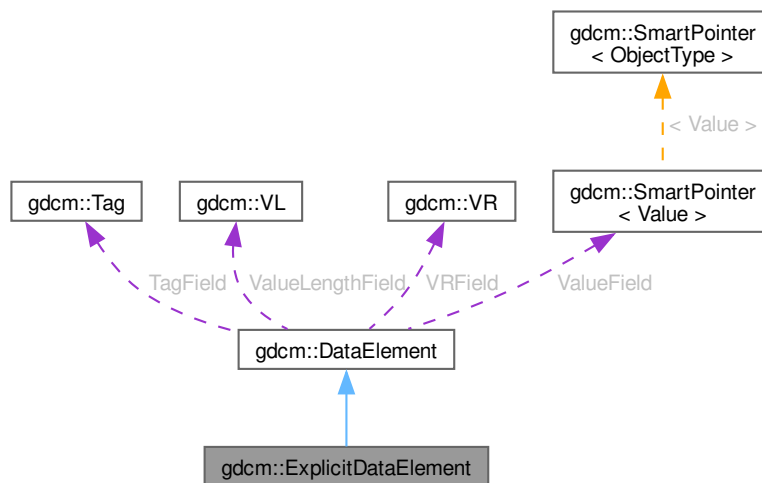 gdcm::SmartPointer
< ObjectType >
< Value >
gdcm::Tag
gdcm::VL
gdcm::VR
gdcm::SmartPointer
< Value >
TagField
ValueLengthField
VRField
ValueField
gdcm::DataElement
gdcm::ExplicitDataElement